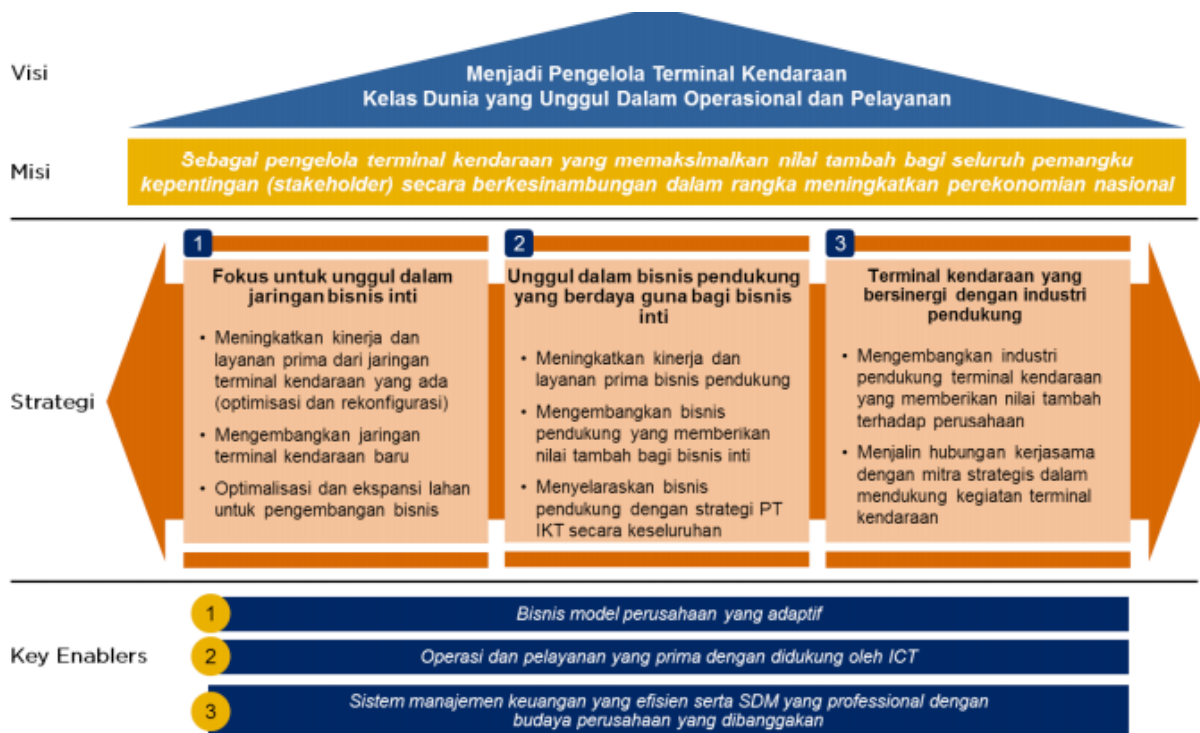 Visi
Menjadi Pengelola Terminal Kendaraan
Kelas Dunia yang Unggul Dalam Operasional dan Pelayanan
Misi
Sebagai pengelola terminal kendaraan yang memaksimalkan nilai tambah bagi seluruh pemangku
kepentingan (stakeholder) secara berkesinambungan dalam rangka meningkatkan perekonomian nasional
Strategi
1
Fokus untuk unggul dalam
jaringan bisnis inti
• Meningkatkan kinerja dan
layanan prima dari jaringan
terminal kendaraan yang ada
(optimisasi dan rekonfigurasi)
• Mengembangkan jaringan
terminal kendaraan baru
• Optimalisasi dan ekspansi lahan
untuk pengembangan bisnis
2
Unggul dalam bisnis pendukung
yang berdaya guna bagi bisnis
inti
• Meningkatkan kinerja dan
layanan prima bisnis pendukung
• Mengembangkan bisnis
pendukung yang memberikan
nilai tambah bagi bisnis inti
• Menyelaraskan bisnis
pendukung dengan strategi PT
IKT secara keseluruhan
3
Terminal kendaraan yang
bersinergi dengan industri
pendukung
• Mengembangkan industri
pendukung terminal kendaraan
yang memberikan nilai tambah
terhadap perusahaan
• Menjalin hubungan kerjasama
dengan mitra strategis dalam
mendukung kegiatan terminal
kendaraan
Key Enablers
1
Bisnis model perusahaan yang adaptif
2
Operasi dan pelayanan yang prima dengan didukung oleh ICT
3
Sistem manajemen keuangan yang efisien serta SDM yang professional dengan
budaya perusahaan yang dibanggakan